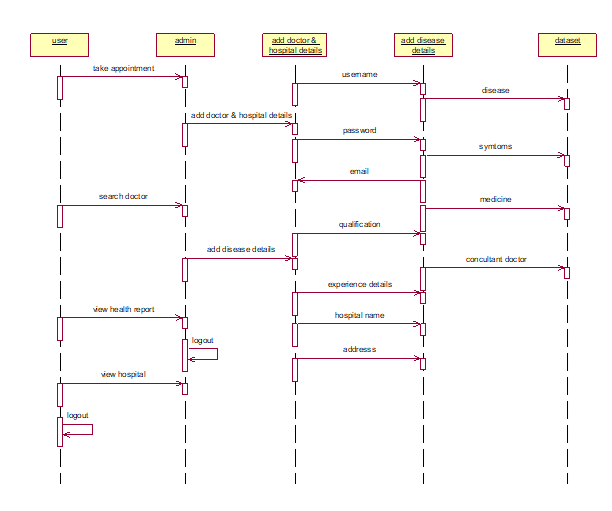 user
admin
add doctor &
hospital details
add disease
details
dataset
take appointment
username
disease
add doctor & hospital details
password
symtoms
email
search doctor
medicine
qualification
add disease details
concultant doctor
experience details
view health report
hospital name
logout
addresss
view hospital
logout